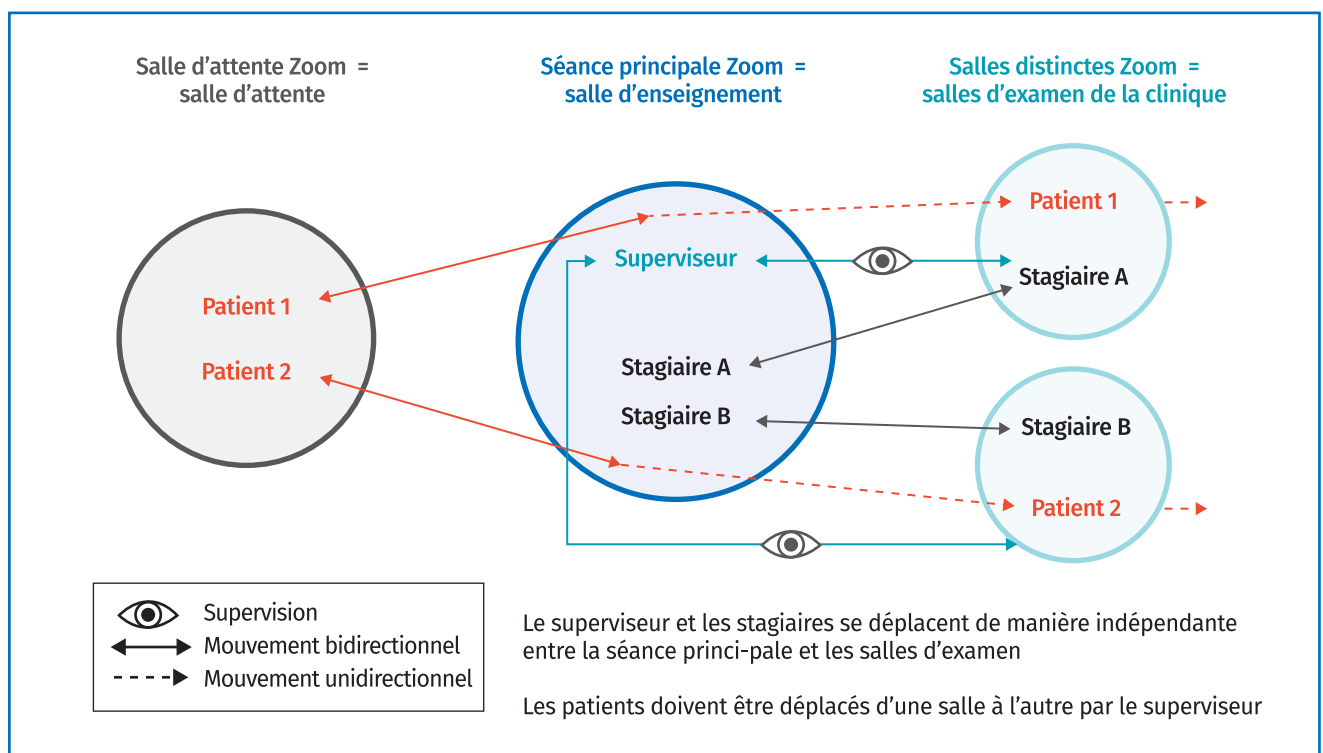 Salle d’attente Zoom =
salle d’attente
Séance principale Zoom =
salle d’enseignement
Salles distinctes Zoom =
salles d’examen de la clinique
Patient 1
Patient 2
Superviseur
Stagiaire A
Stagiaire B
Patient 1
Stagiaire A
Stagiaire B
Patient 2
Supervision
Mouvement bidirectionnel
Mouvement unidirectionnel
Le superviseur et les stagiaires se déplacent de manière indépendante
entre la séance princi-pale et les salles d’examen
Les patients doivent être déplacés d’une salle à l’autre par le superviseur